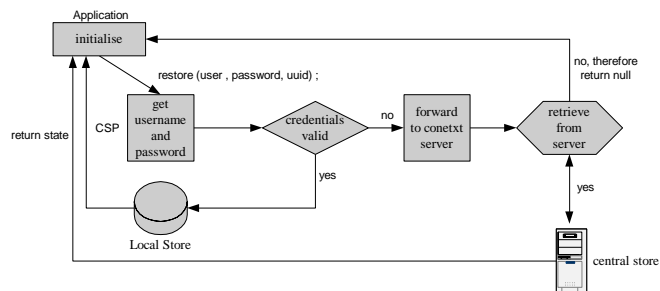 Application
initialise
restore (user , password, uuid) ;
no, therefore
return null
return state
CSP
get
username
and
password
credentials
valid
no
forward
to conetxt
server
retrieve
from
server
yes
yes
Local Store
central store